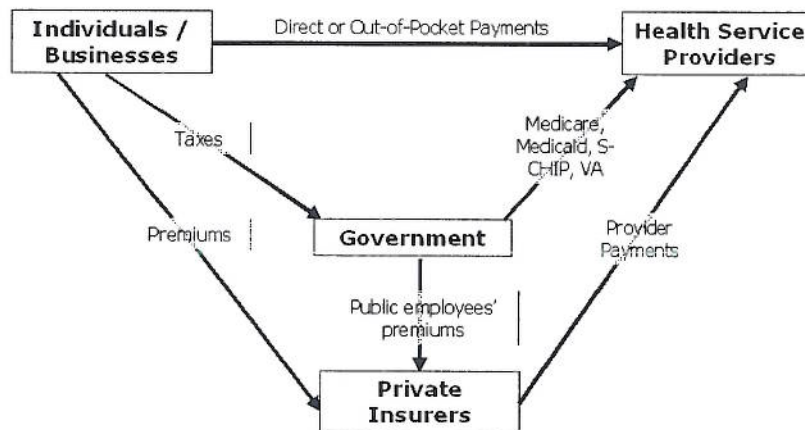 Individuals /
Businesses
Direct or Out-of-Pocket Payments
Health Service
Providers
Taxes
Medicare,
Medicaid, S-
CHIP, VA
Premiums
Government
Provider
Payments
Public employees'
premiums
Private
Insurers